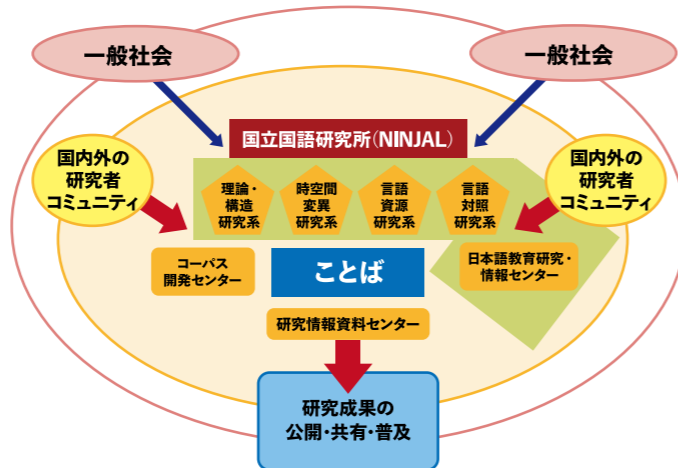 一般社会
一般社会
国立国語研究所(NINJAL)
国内外の
研究者
コミュニティ
国内外の
研究者
コミュニティ
理論・
構造
研究系
時空間
変異
研究系
言語
資源
研究系
言語
対照
研究系
コーパス
開発センター
ことば
日本語教育研究・
情報センター
研究情報資料センター
研究成果の
公開・共有・普及